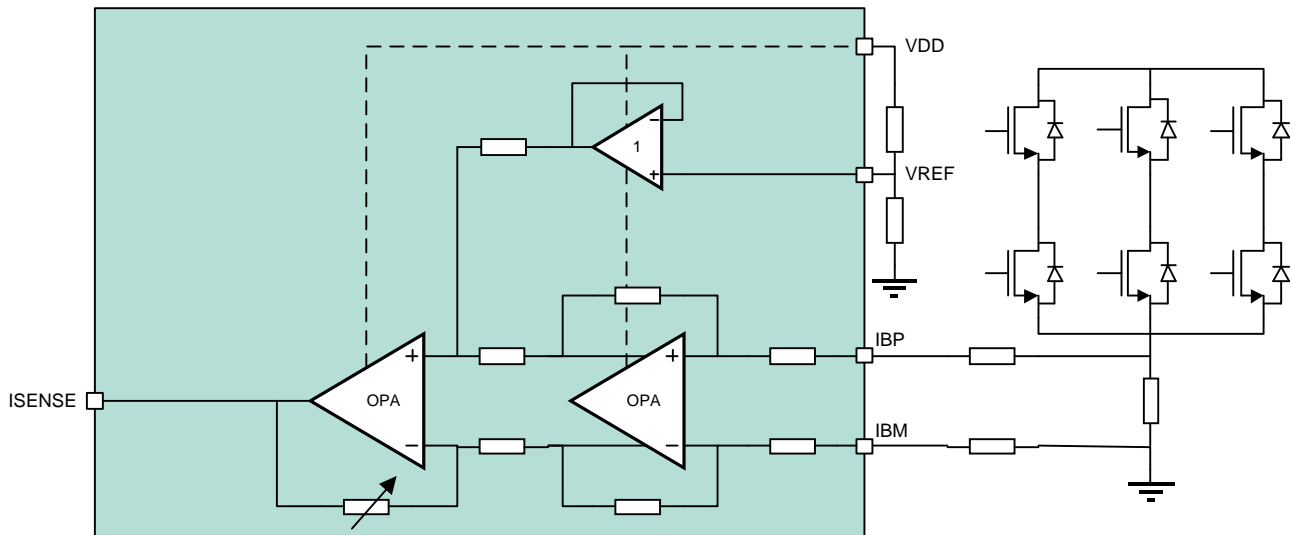 VDD
1
VREF
IBP
ISENSE
OPA
OPA
IBM